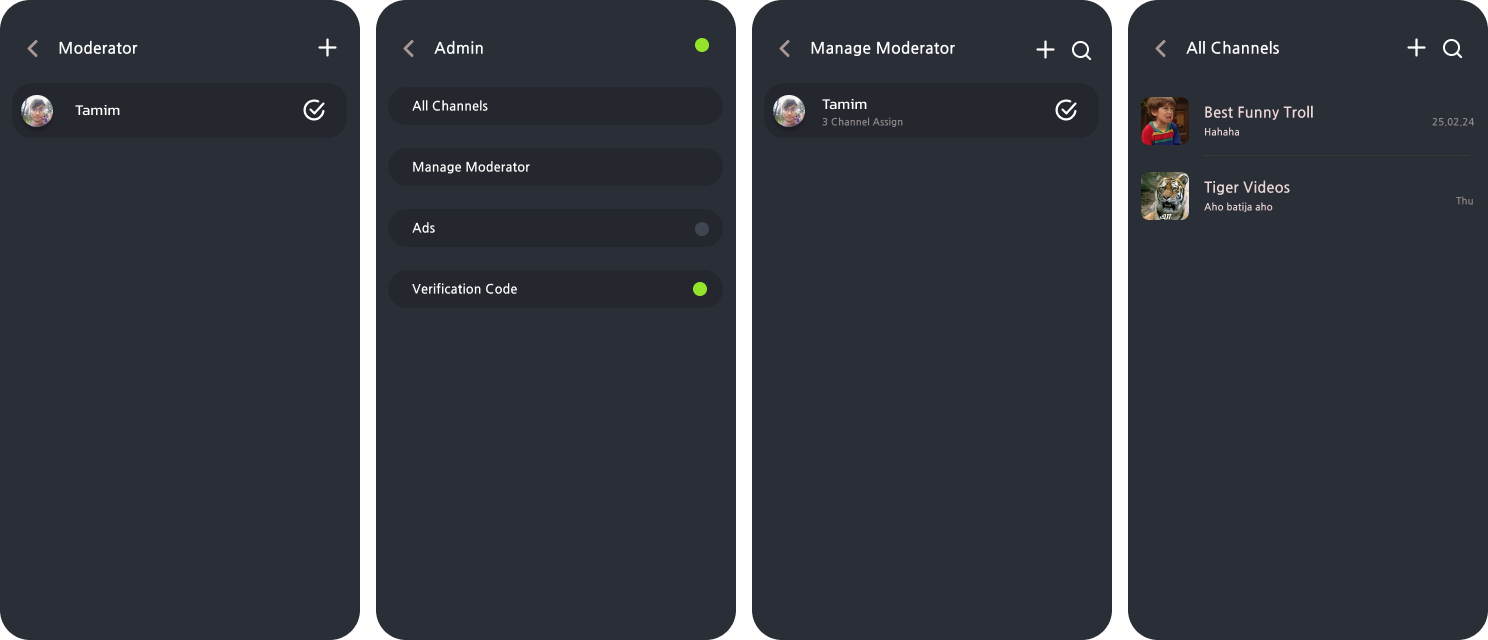 Moderator
Tamim
Admin
All Channels
Manage Moderator
Ads
Verification Code
Manage Moderator
Tamim
3 Channel Assign
All Channels
Best Funny Troll
Hahaha
25.02.24
Tiger Videos
Aho batija aho
Thu